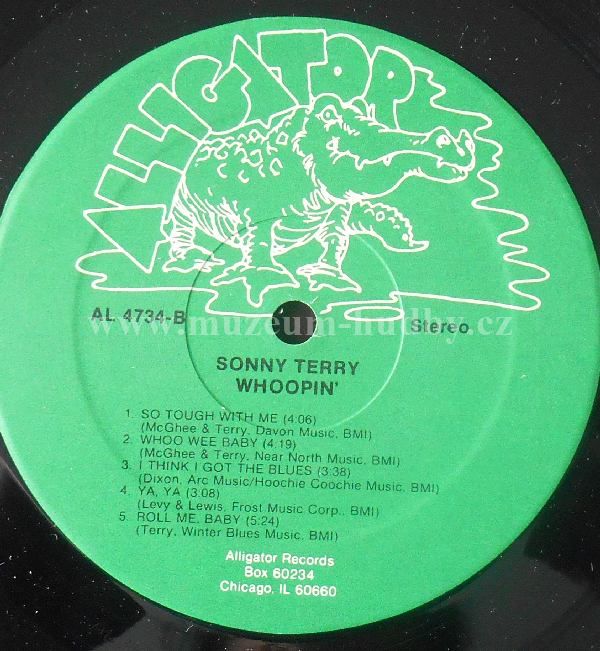 ALLIGATOR
AL 4734-B
Stereo
www.muzeum-hudby.cz
SONNY TERRY
WHOOPIN'
1. SO TOUGH WITH ME (4:06)
(McGhee & Terry, Davon Music, BMI)
2. WHOO WEE BABY (4:19)
(McGhee & Terry, Near North Music, BMI)
3. I THINK I GOT THE BLUES (3:38)
(Dixon, Arc Music/Hoochie Coochie Music, BMI)
4. YA, YA (3:08)
(Levy & Lewis, Frost Music Corp., BMI)
5. ROLL ME, BABY (5:24)
(Terry, Winter Blues Music, BMI)
Alligator Records
Box 60234
Chicago, IL 60660